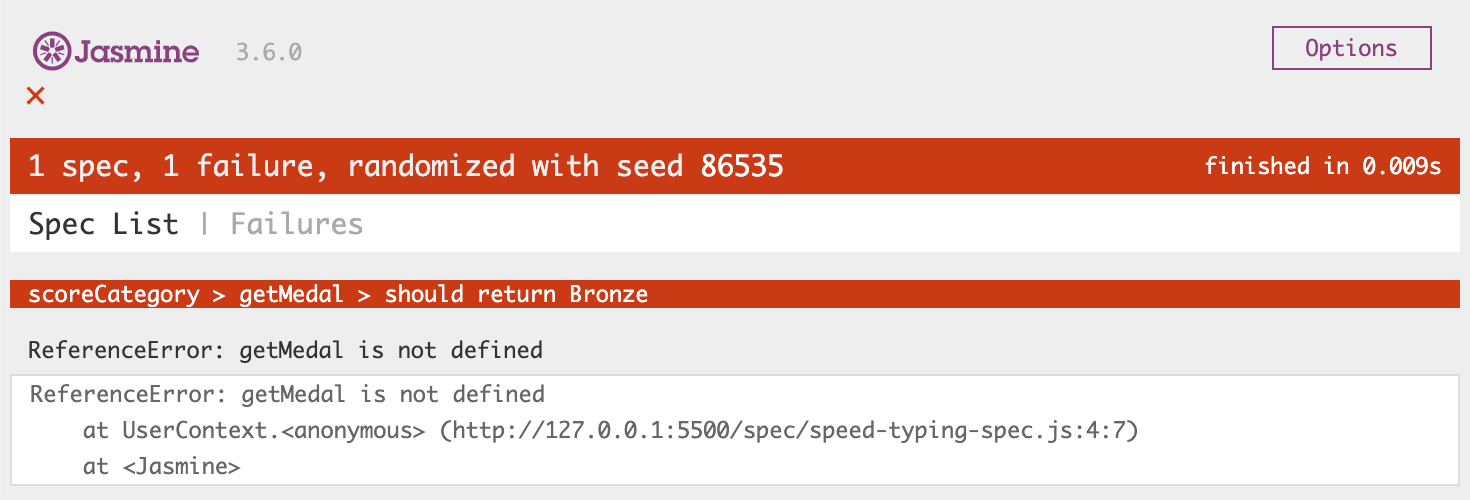 Jasmine 3.6.0 Options
✕
1 spec, 1 failure, randomized with seed 86535 finished in 0.009s
Spec List | Failures
scoreCategory > getMedal > should return Bronze
ReferenceError: getMedal is not defined
ReferenceError: getMedal is not defined
at UserContext.<anonymous> (http://127.0.0.1:5500/spec/speed-typing-spec.js:4:7)
at <Jasmine>